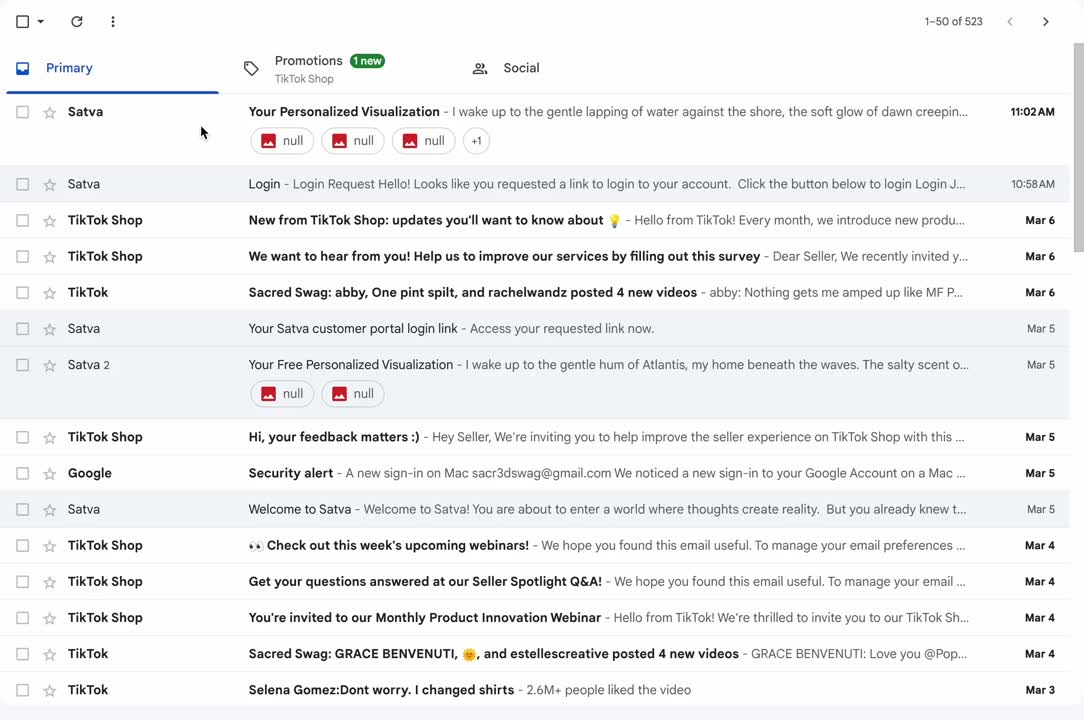 1–50 of 523
Primary
Promotions 1 new
TikTok Shop
Social
Satva Your Personalized Visualization - I wake up to the gentle lapping of water against the shore, the soft glow of dawn creepin... 11:02 AM
null null null +1
Satva Login - Login Request Hello! Looks like you requested a link to login to your account. Click the button below to login Login J... 10:58 AM
TikTok Shop New from TikTok Shop: updates you'll want to know about 💡 - Hello from TikTok! Every month, we introduce new produ... Mar 6
TikTok Shop We want to hear from you! Help us to improve our services by filling out this survey - Dear Seller, We recently invited y... Mar 6
TikTok Sacred Swag: abby, One pint spilt, and rachelwandz posted 4 new videos - abby: Nothing gets me amped up like MF P... Mar 6
Satva Your Satva customer portal login link - Access your requested link now. Mar 5
Satva 2 Your Free Personalized Visualization - I wake up to the gentle hum of Atlantis, my home beneath the waves. The salty scent o... Mar 5
null null
TikTok Shop Hi, your feedback matters :) - Hey Seller, We're inviting you to help improve the seller experience on TikTok Shop with this ... Mar 5
Google Security alert - A new sign-in on Mac sacr3dswag@gmail.com We noticed a new sign-in to your Google Account on a Mac ... Mar 5
Satva Welcome to Satva - Welcome to Satva! You are about to enter a world where thoughts create reality. But you already knew t... Mar 5
TikTok Shop 👀 Check out this week's upcoming webinars! - We hope you found this email useful. To manage your email preferences ... Mar 4
TikTok Shop Get your questions answered at our Seller Spotlight Q&A! - We hope you found this email useful. To manage your email ... Mar 4
TikTok Shop You're invited to our Monthly Product Innovation Webinar - Hello from TikTok! We're thrilled to invite you to our TikTok Sh... Mar 4
TikTok Sacred Swag: GRACE BENVENUTI, 🌞, and estellescreative posted 4 new videos - GRACE BENVENUTI: Love you @Pop... Mar 4
TikTok Selena Gomez:Dont worry. I changed shirts - 2.6M+ people liked the video Mar 3